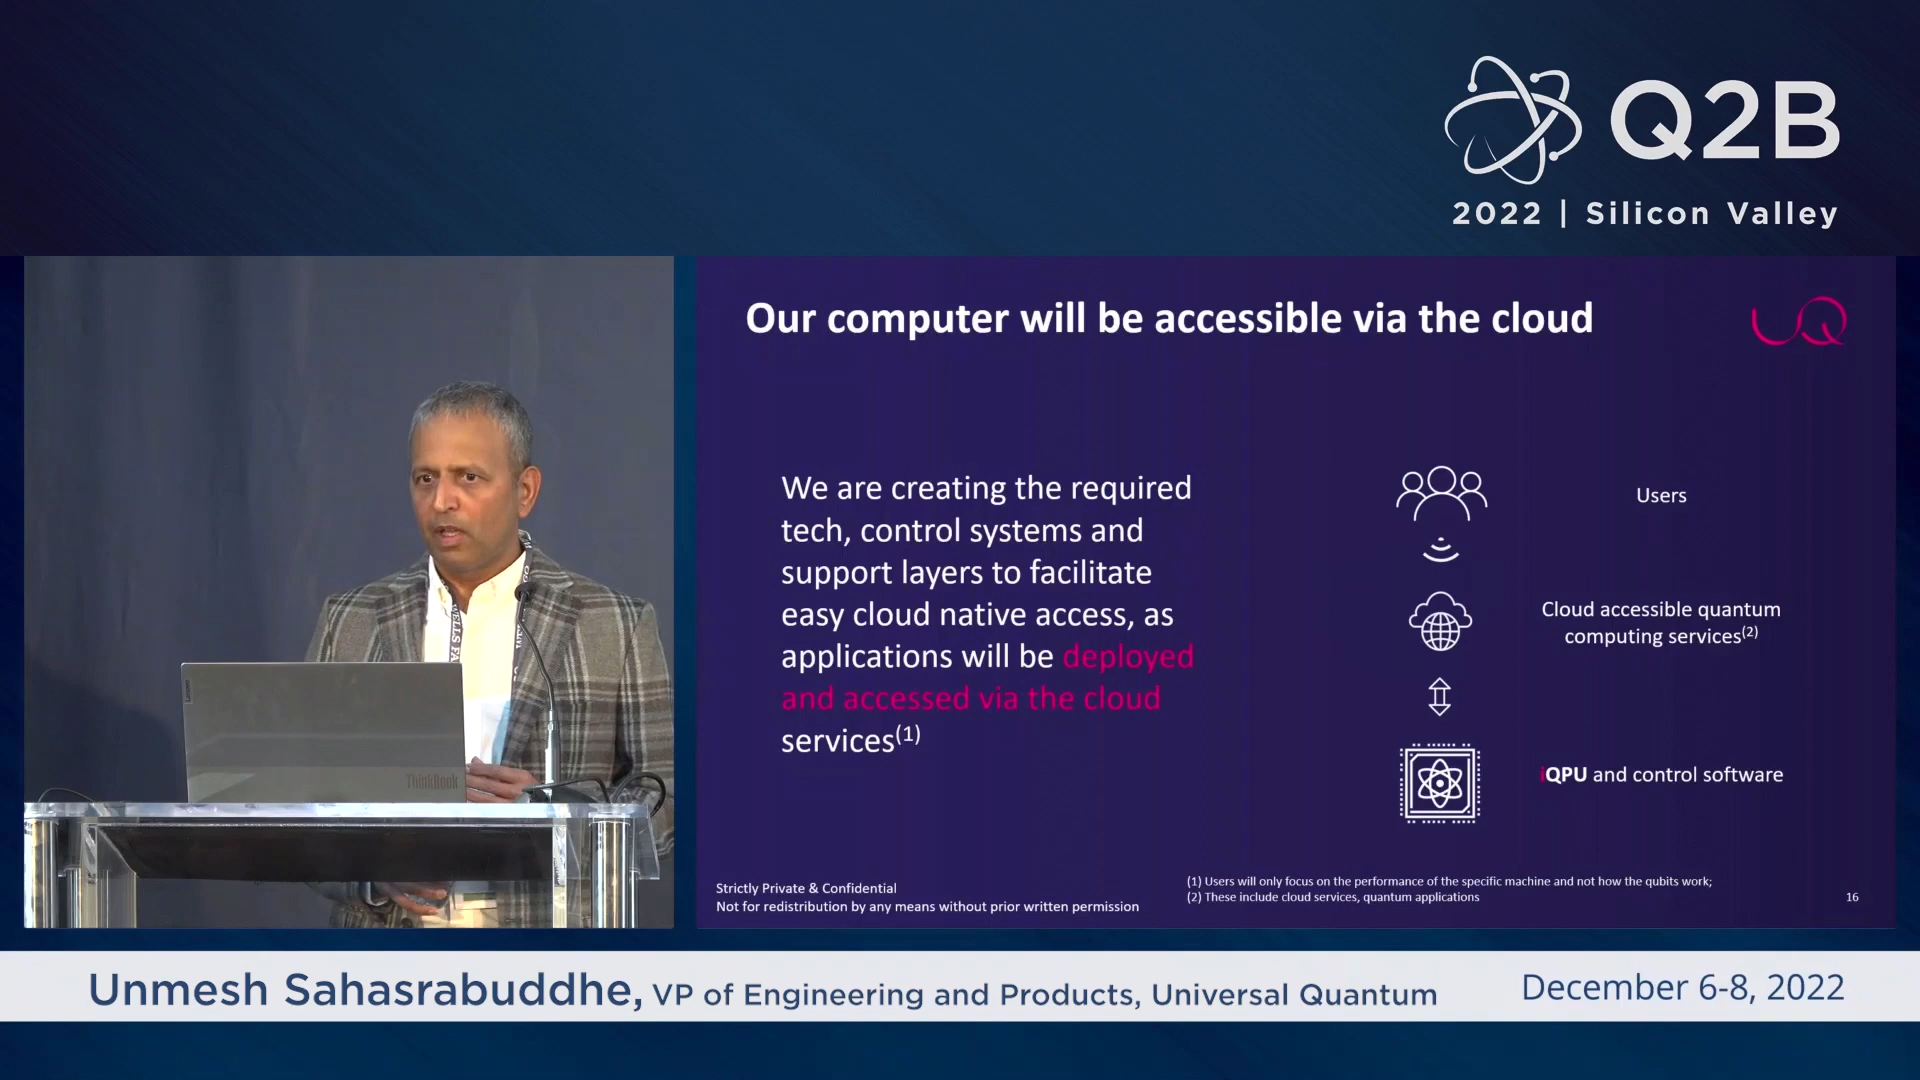 Q2B
2022 | Silicon Valley
Our computer will be accessible via the cloud
UQ
We are creating the required
tech, control systems and
support layers to facilitate
easy cloud native access, as
applications will be deployed
and accessed via the cloud
services(1)
Users
Cloud accessible quantum
computing services(2)
iQPU and control software
Strictly Private & Confidential
Not for redistribution by any means without prior written permission
(1) Users will only focus on the performance of the specific machine and not how the qubits work;
(2) These include cloud services, quantum applications
16
WELLS FA
ThinkBook
Unmesh Sahasrabuddhe, VP of Engineering and Products, Universal Quantum
December 6-8, 2022